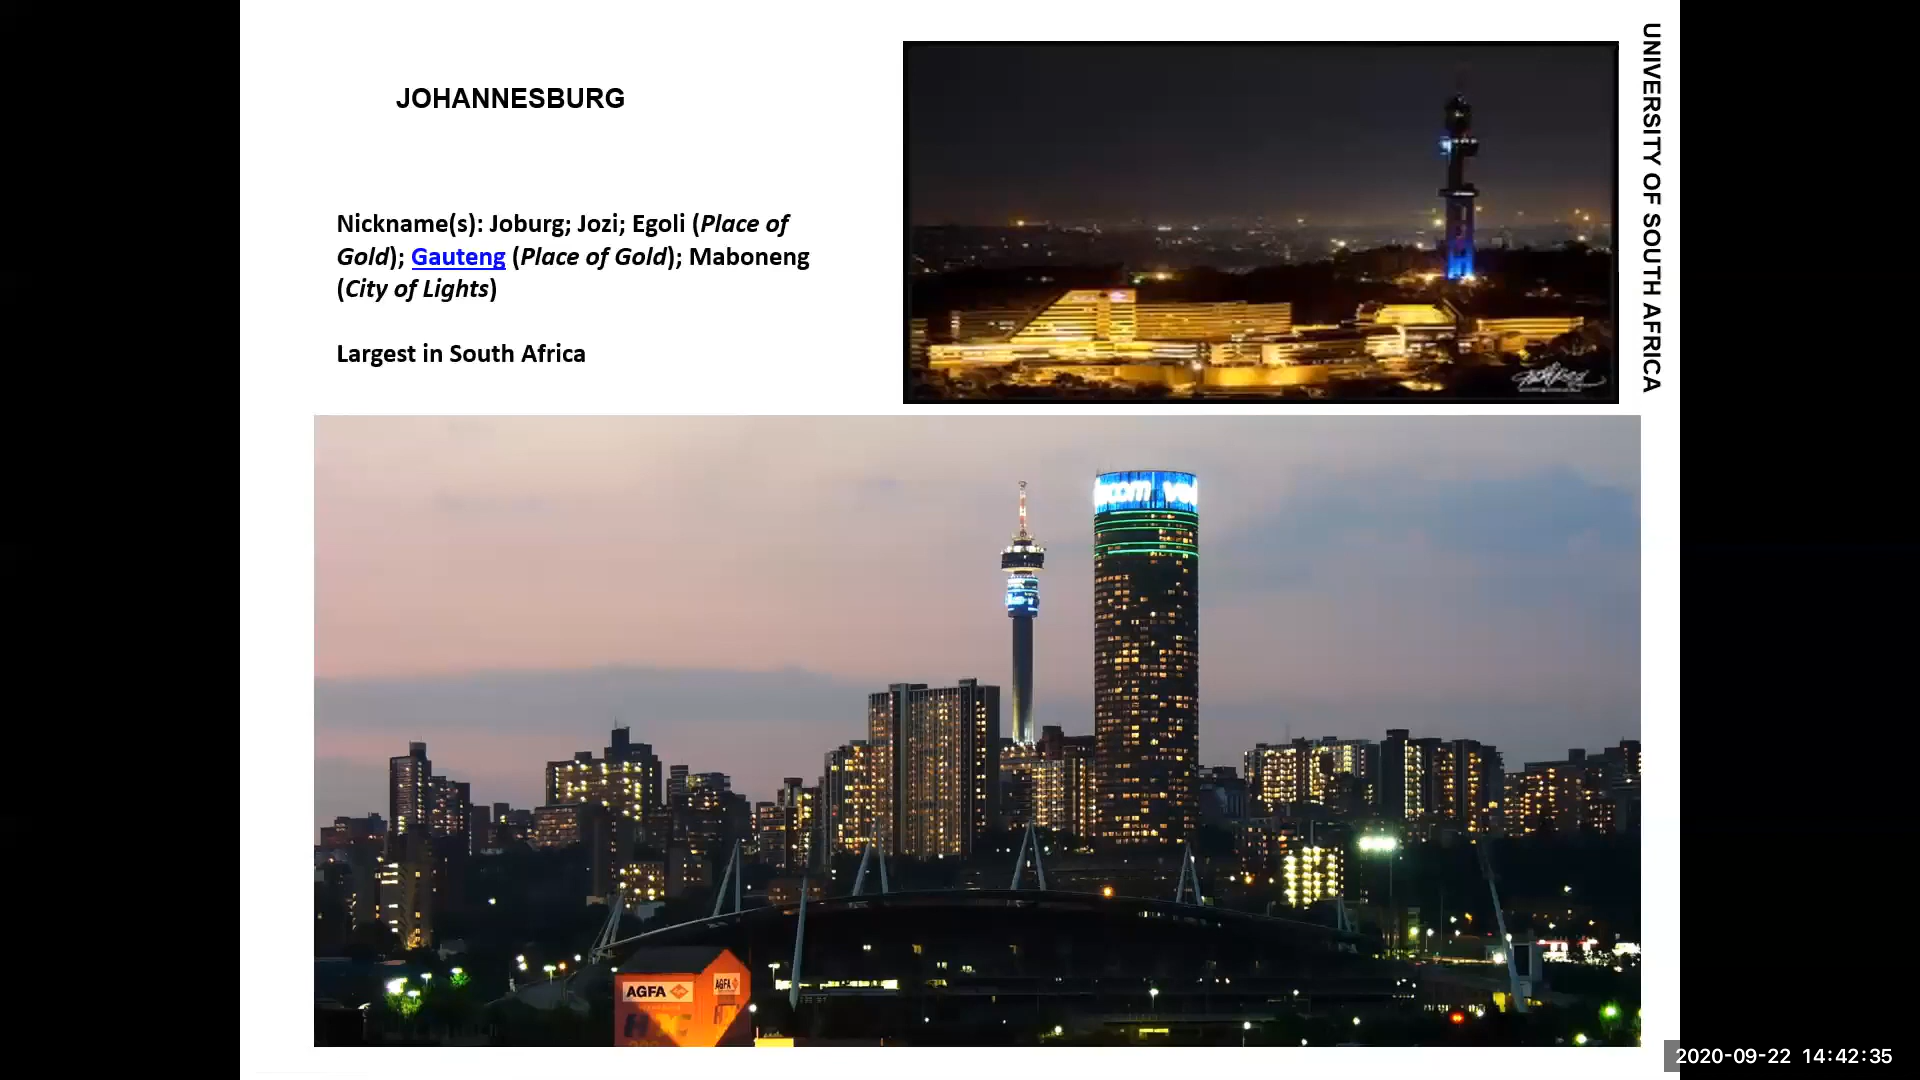 JOHANNESBURG
UNIVERSITY OF SOUTH AFRICA
Nickname(s): Joburg; Jozi; Egoli (Place of
Gold); Gauteng (Place of Gold); Maboneng
(City of Lights)
Largest in South Africa
AGFA
AGFA
2020-09-22 14:42:35